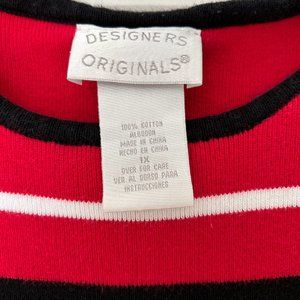 DESIGNERS
ORIGINALS®
100% COTTON
ALGODON
MADE IN CHINA
HECHO EN CHINA
1X
OVER FOR CARE
VER AL DORSO PARA
INSTRUCCIONES